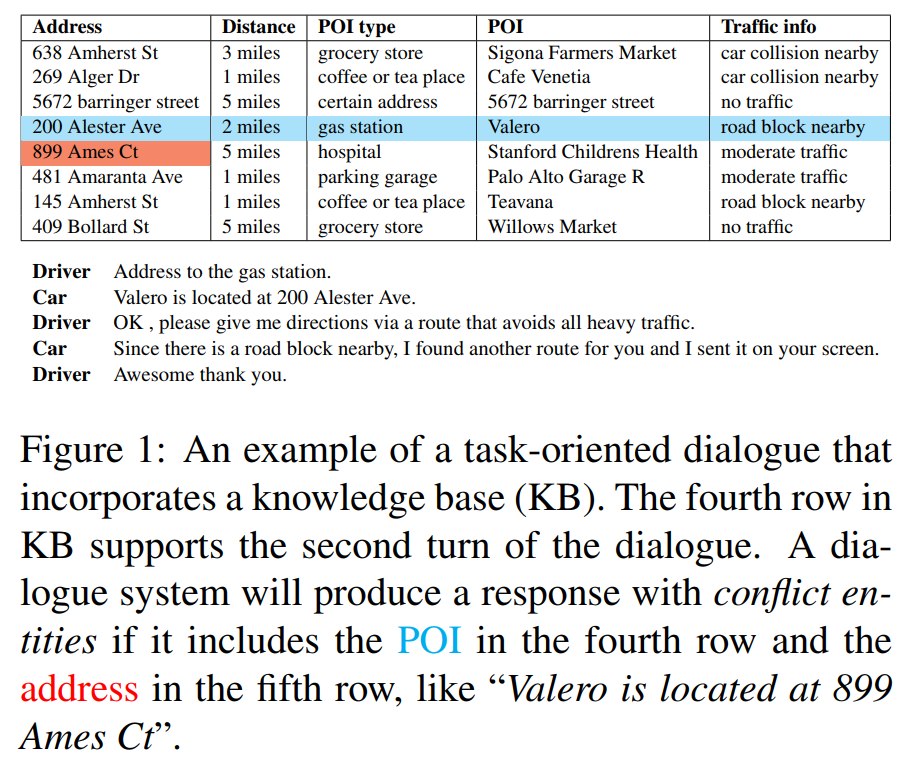 Address Distance POI type POI Traffic info
638 Amherst St 3 miles grocery store Sigona Farmers Market car collision nearby
269 Alger Dr 1 miles coffee or tea place Cafe Venetia car collision nearby
5672 barringer street 5 miles certain address 5672 barringer street no traffic
200 Alester Ave 2 miles gas station Valero road block nearby
899 Ames Ct 5 miles hospital Stanford Childrens Health moderate traffic
481 Amaranta Ave 1 miles parking garage Palo Alto Garage R moderate traffic
145 Amherst St 1 miles coffee or tea place Teavana road block nearby
409 Bollard St 5 miles grocery store Willows Market no traffic
Driver Address to the gas station.
Car Valero is located at 200 Alester Ave.
Driver OK , please give me directions via a route that avoids all heavy traffic.
Car Since there is a road block nearby, I found another route for you and I sent it on your screen.
Driver Awesome thank you.
Figure 1: An example of a task-oriented dialogue that
incorporates a knowledge base (KB). The fourth row in
KB supports the second turn of the dialogue. A dia-
logue system will produce a response with conflict en-
tities if it includes the POI in the fourth row and the
address in the fifth row, like “Valero is located at 899
Ames Ct”.